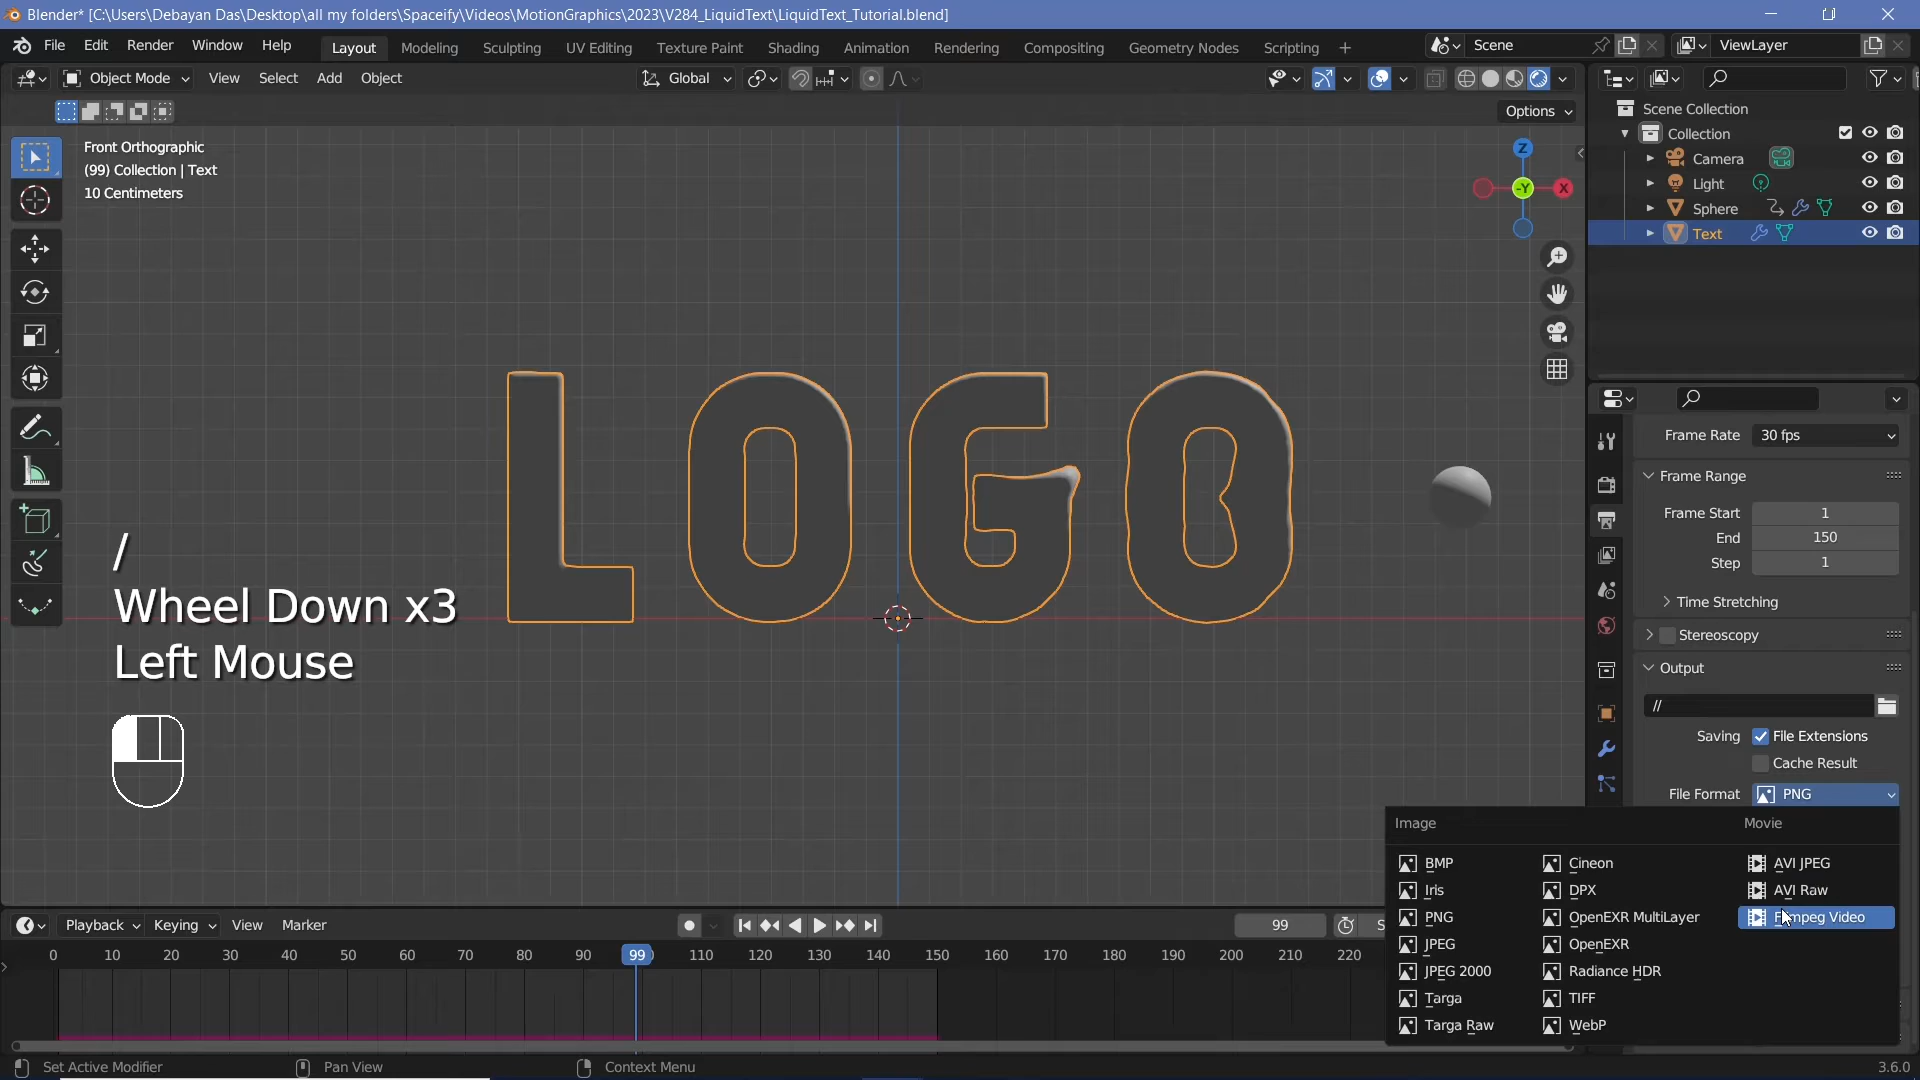 Blender* [C:\Users\Debayan Das\Desktop\all my folders\Spaceify\Videos\MotionGraphics\2023\V284_LiquidText\LiquidText_Tutorial.blend]
File Edit Render Window Help Layout Modeling Sculpting UV Editing Texture Paint Shading Animation Rendering Compositing Geometry Nodes Scripting + Scene ViewLayer
Object Mode View Select Add Object Global
Options
Front Orthographic
(99) Collection | Text
10 Centimeters
Z
-Y
X
LOGO
/
Wheel Down x3
Left Mouse
Scene Collection
Collection
Camera
Light
Sphere
Text
Frame Rate 30 fps
Frame Range
Frame Start 1
End 150
Step 1
Time Stretching
Stereoscopy
Output
//
Saving File Extensions
Cache Result
File Format PNG
Image Movie
BMP Cineon AVI JPEG
Iris DPX AVI Raw
PNG OpenEXR MultiLayer FFmpeg Video
JPEG OpenEXR
JPEG 2000 Radiance HDR
Targa TIFF
Targa Raw WebP
Playback Keying View Marker 99 S
0 10 20 30 40 50 60 70 80 99 110 120 130 140 150 160 170 180 190 200 210 220
Set Active Modifier Pan View Context Menu 3.6.0